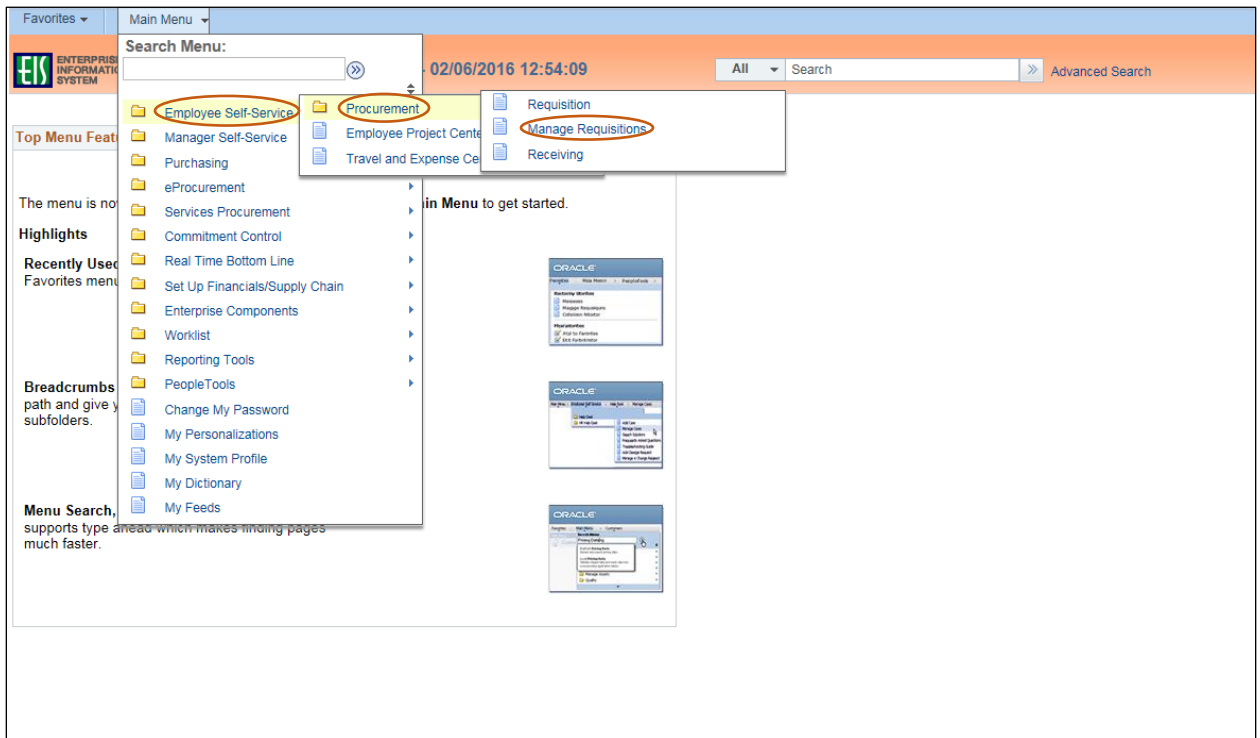 Favorites Main Menu
Search Menu:
ENTERPRIS
INFORMATIC
SYSTEM
EIS
- 02/06/2016 12:54:09
All Search Advanced Search
Employee Self-Service
Manager Self-Service
Purchasing
eProcurement
Services Procurement
Commitment Control
Real Time Bottom Line
Set Up Financials/Supply Chain
Enterprise Components
Worklist
Reporting Tools
PeopleTools
Change My Password
My Personalizations
My System Profile
My Dictionary
My Feeds
Procurement
Employee Project Cente
Travel and Expense Ce
Requisition
Manage Requisitions
Receiving
Top Menu Featu
The menu is no in Menu to get started.
Highlights
Recently Used
Favorites menu
ORACLE
Breadcrumbs
path and give y
subfolders.
ORACLE
Menu Search,
supports type ahead which makes finding pages
much faster.
ORACLE